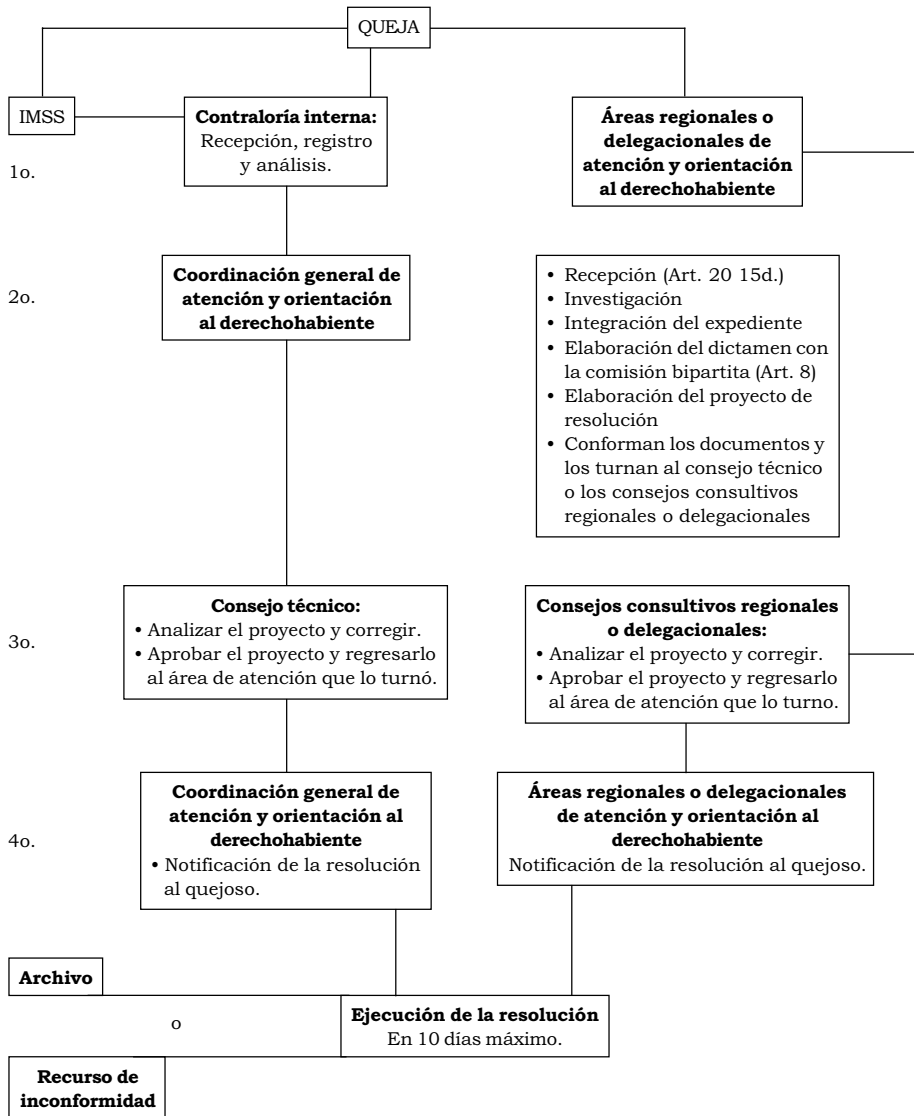 QUEJA
IMSS
Contraloría interna:
Recepción, registro
y análisis.
Áreas regionales o
delegacionales de
atención y orientación
al derechohabiente
1o.
2o.
Coordinación general de
atención y orientación
al derechohabiente
• Recepción (Art. 20 15d.)
• Investigación
• Integración del expediente
• Elaboración del dictamen con
la comisión bipartita (Art. 8)
• Elaboración del proyecto de
resolución
• Conforman los documentos y
los turnan al consejo técnico
o los consejos consultivos
regionales o delegacionales
3o.
Consejo técnico:
• Analizar el proyecto y corregir.
• Aprobar el proyecto y regresarlo
al área de atención que lo turnó.
Consejos consultivos regionales
o delegacionales:
• Analizar el proyecto y corregir.
• Aprobar el proyecto y regresarlo
al área de atención que lo turno.
4o.
Coordinación general de
atención y orientación al
derechohabiente
• Notificación de la resolución
al quejoso.
Áreas regionales o delegacionales
de atención y orientación al
derechohabiente
Notificación de la resolución al quejoso.
Archivo
o
Ejecución de la resolución
En 10 días máximo.
Recurso de
inconformidad